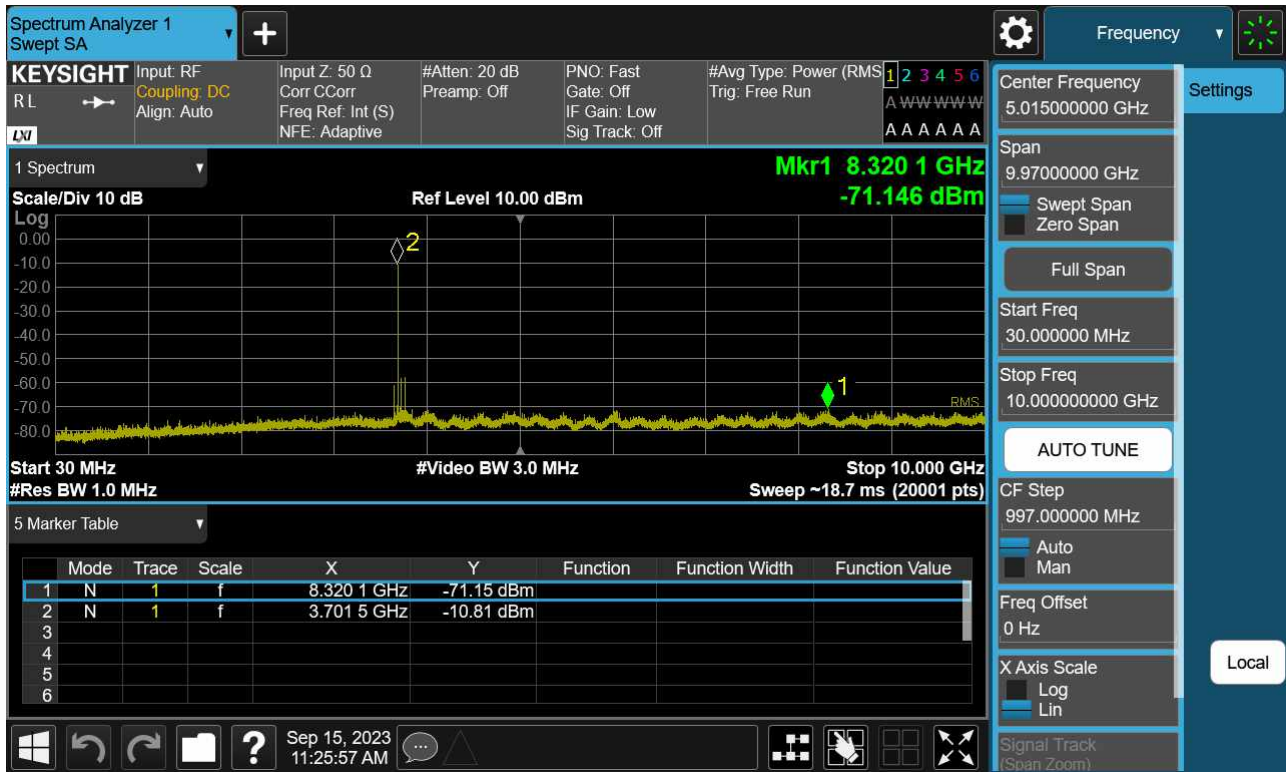 Spectrum Analyzer 1
Swept SA
Frequency
KEYSIGHT
RL
LXI
Input: RF
Coupling: DC
Align: Auto
Input Z: 50 Ω
Corr CCorr
Freq Ref: Int (S)
NFE: Adaptive
#Atten: 20 dB
Preamp: Off
PNO: Fast
Gate: Off
IF Gain: Low
Sig Track: Off
#Avg Type: Power (RMS
Trig: Free Run
1 2 3 4 5 6
A W W W W W
A A A A A A
1 Spectrum
Scale/Div 10 dB
Ref Level 10.00 dBm
Mkr1 8.320 1 GHz
-71.146 dBm
Log
0.00
-10.0
-20.0
-30.0
-40.0
-50.0
-60.0
-70.0
-80.0
2
1
RMS
Start 30 MHz
#Video BW 3.0 MHz
Stop 10.000 GHz
#Res BW 1.0 MHz
Sweep ~18.7 ms (20001 pts)
5 Marker Table
Mode Trace Scale X Y Function Function Width Function Value
1 N 1 f 8.320 1 GHz -71.15 dBm
2 N 1 f 3.701 5 GHz -10.81 dBm
3
4
5
6
Sep 15, 2023
11:25:57 AM
Center Frequency
5.015000000 GHz
Settings
Span
9.97000000 GHz
Swept Span
Zero Span
Full Span
Start Freq
30.000000 MHz
Stop Freq
10.000000000 GHz
AUTO TUNE
CF Step
997.000000 MHz
Auto
Man
Freq Offset
0 Hz
X Axis Scale
Log
Lin
Local
Signal Track
(Span Zoom)